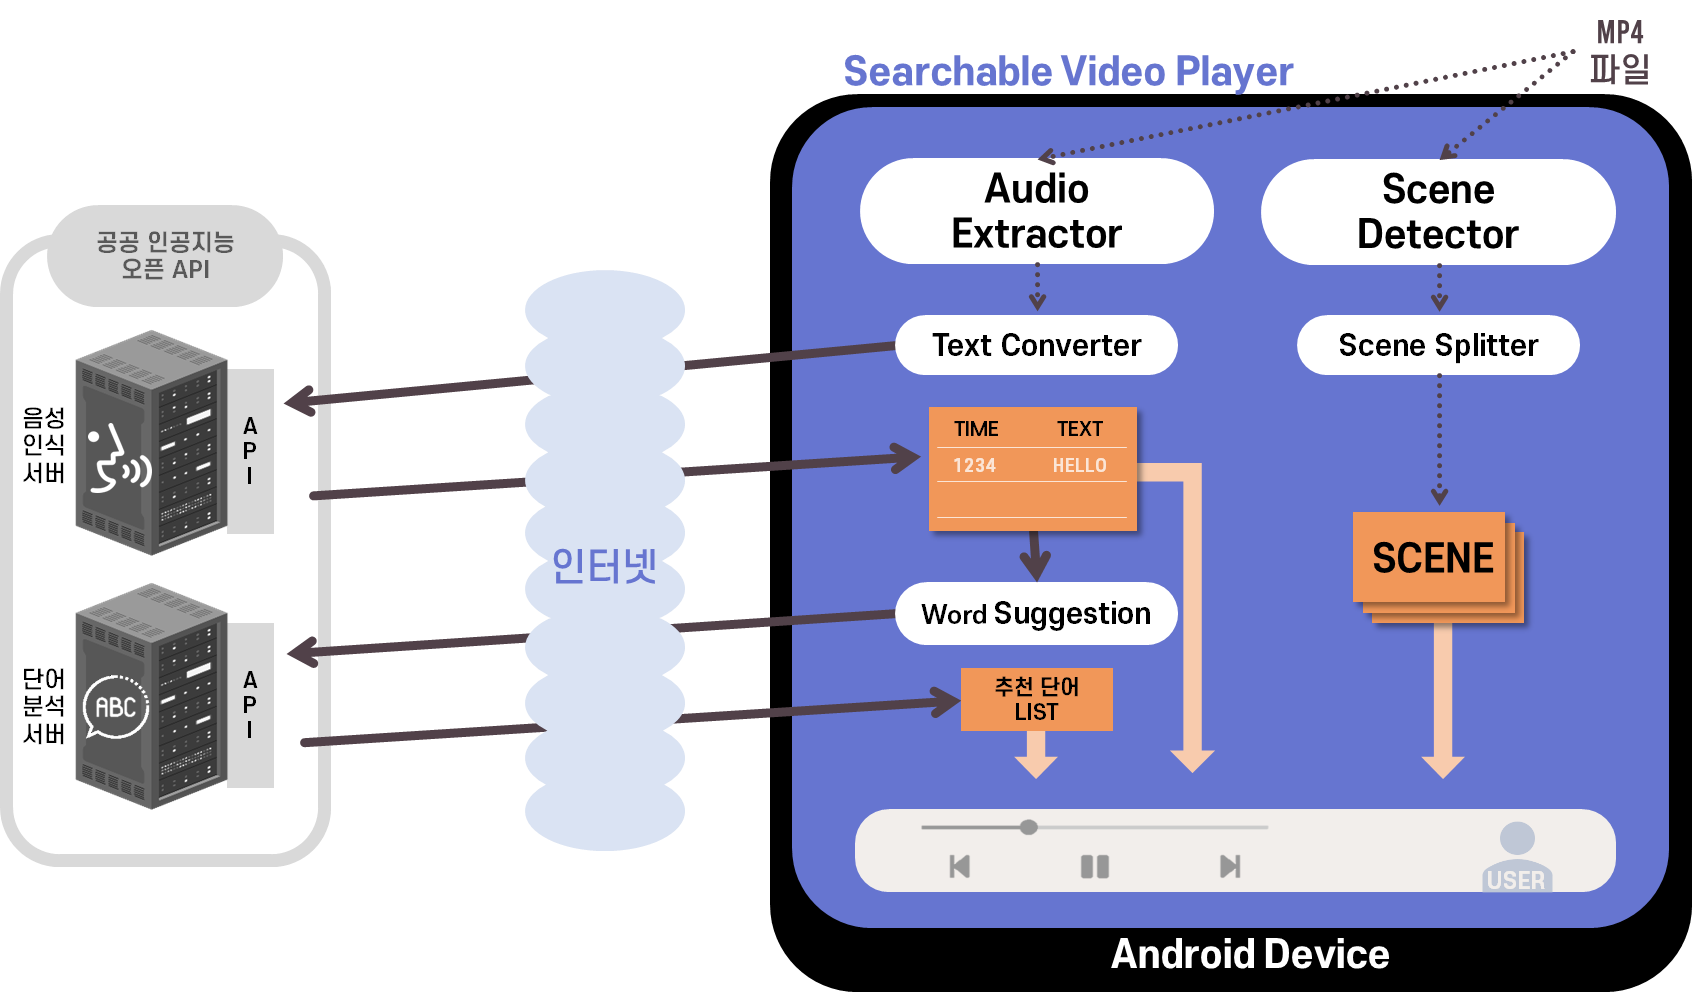 MP4
파일
Searchable Video Player
Audio
Extractor
Scene
Detector
공공 인공지능
오픈 API
Text Converter
Scene Splitter
음성
인식
서버
A
P
I
TIME TEXT
1234 HELLO
인터넷
SCENE
Word Suggestion
단어
분석
서버
ABC
A
P
I
추천 단어
LIST
USER
Android Device